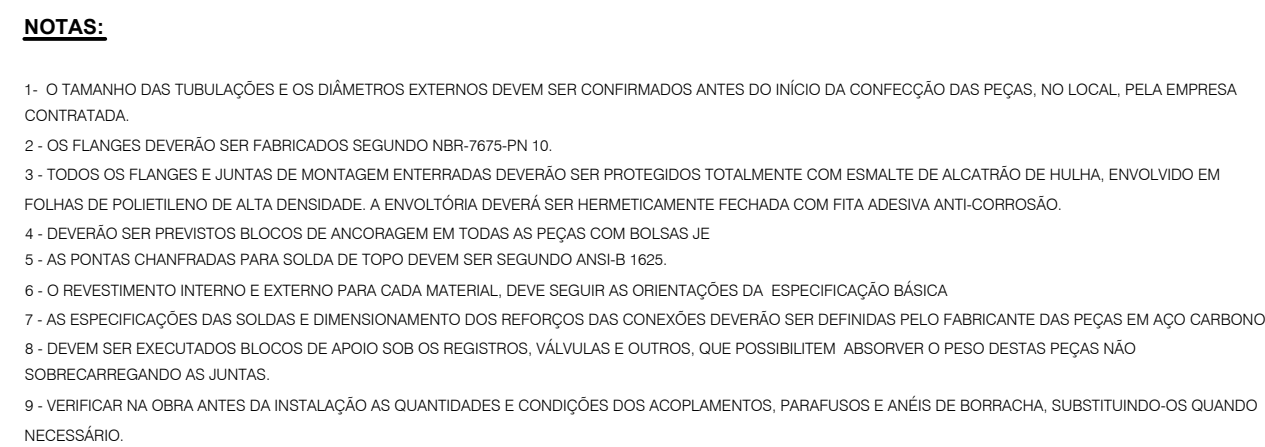 NOTAS:
1- O TAMANHO DAS TUBULAÇÕES E OS DIÂMETROS EXTERNOS DEVEM SER CONFIRMADOS ANTES DO INÍCIO DA CONFECÇÃO DAS PEÇAS, NO LOCAL, PELA EMPRESA
CONTRATADA.
2 - OS FLANGES DEVERÃO SER FABRICADOS SEGUNDO NBR-7675-PN 10.
3 - TODOS OS FLANGES E JUNTAS DE MONTAGEM ENTERRADAS DEVERÃO SER PROTEGIDOS TOTALMENTE COM ESMALTE DE ALCATRÃO DE HULHA, ENVOLVIDO EM
FOLHAS DE POLIETILENO DE ALTA DENSIDADE. A ENVOLTÓRIA DEVERÁ SER HERMETICAMENTE FECHADA COM FITA ADESIVA ANTI-CORROSÃO.
4 - DEVERÃO SER PREVISTOS BLOCOS DE ANCORAGEM EM TODAS AS PEÇAS COM BOLSAS JE
5 - AS PONTAS CHANFRADAS PARA SOLDA DE TOPO DEVEM SER SEGUNDO ANSI-B 1625.
6 - O REVESTIMENTO INTERNO E EXTERNO PARA CADA MATERIAL, DEVE SEGUIR AS ORIENTAÇÕES DA ESPECIFICAÇÃO BÁSICA
7 - AS ESPECIFICAÇÕES DAS SOLDAS E DIMENSIONAMENTO DOS REFORÇOS DAS CONEXÕES DEVERÃO SER DEFINIDAS PELO FABRICANTE DAS PEÇAS EM AÇO CARBONO
8 - DEVEM SER EXECUTADOS BLOCOS DE APOIO SOB OS REGISTROS, VÁLVULAS E OUTROS, QUE POSSIBILITEM ABSORVER O PESO DESTAS PEÇAS NÃO
SOBRECARREGANDO AS JUNTAS.
9 - VERIFICAR NA OBRA ANTES DA INSTALAÇÃO AS QUANTIDADES E CONDIÇÕES DOS ACOPLAMENTOS, PARAFUSOS E ANÉIS DE BORRACHA, SUBSTITUINDO-OS QUANDO
NECESSÁRIO.